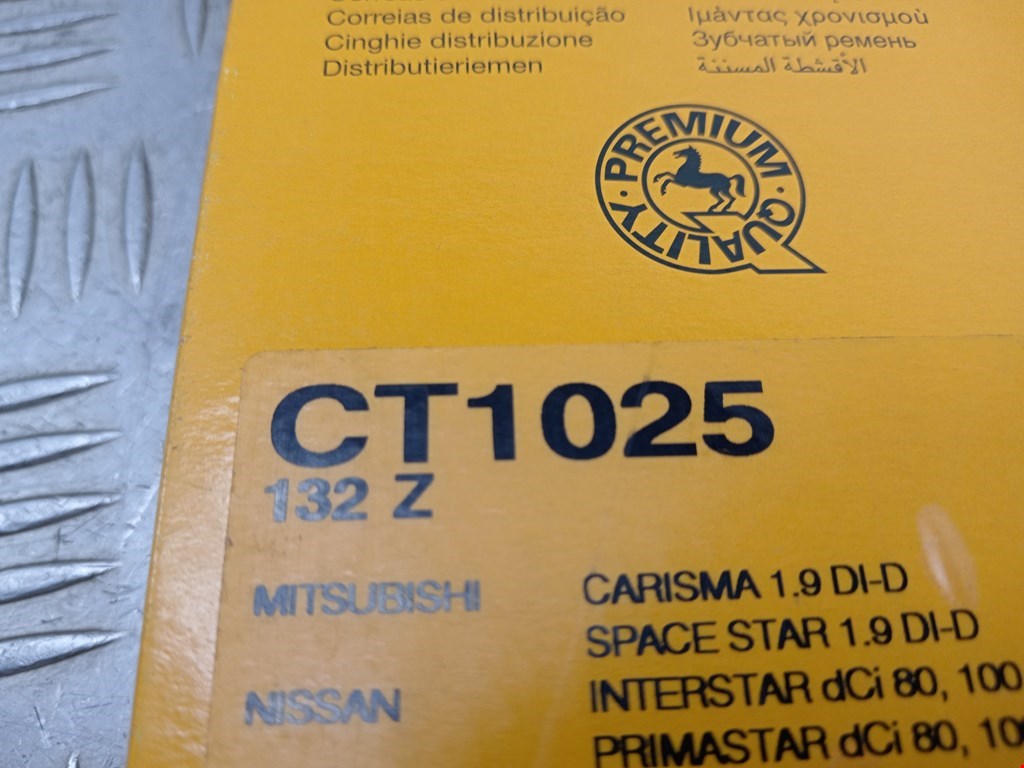 Correias de distribuição
Cinghie distribuzione
Distributieriemen
Ιμάντας χρονισμού
Зубчатый ремень
الأقشطة المسننة
PREMIUM · QUALITY ·
CT1025
132 Z
MITSUBISHI CARISMA 1.9 DI-D
SPACE STAR 1.9 DI-D
NISSAN INTERSTAR dCi 80, 100,
PRIMASTAR dCi 80,